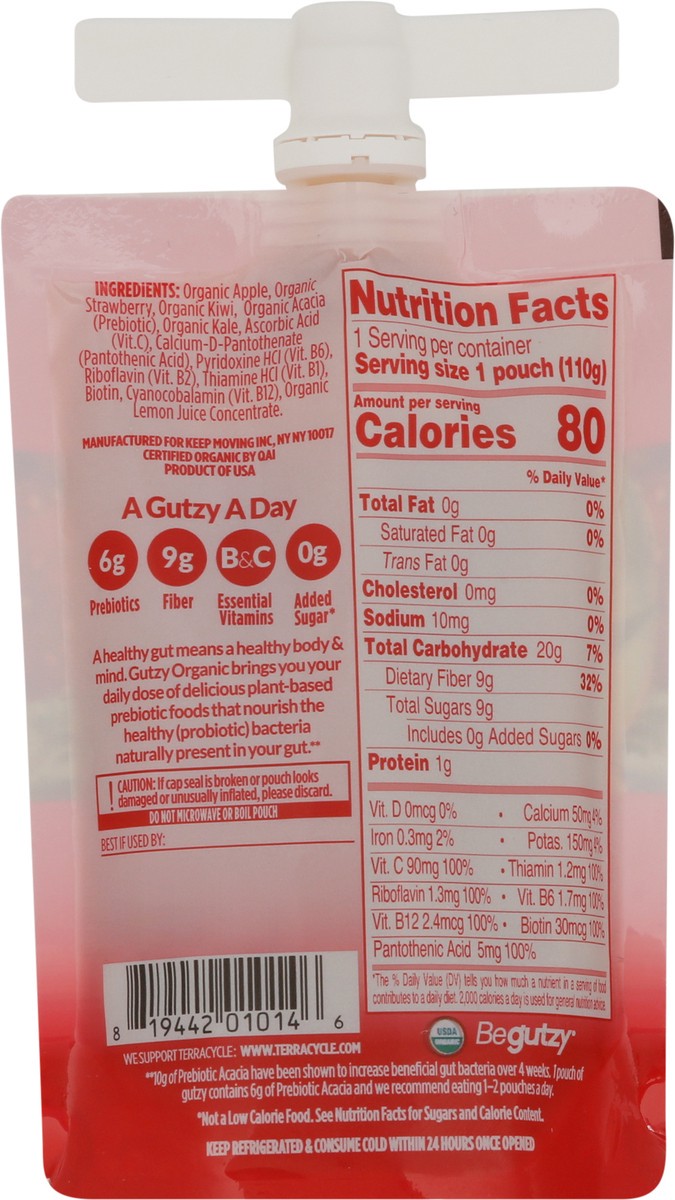 INGREDIENTS: Organic Apple, Organic
Strawberry, Organic Kiwi, Organic Acacia
(Prebiotic), Organic Kale, Ascorbic Acid
(Vit.C), Calcium-D-Pantothenate
(Pantothenic Acid), Pyridoxine HCl (Vit. B6),
Riboflavin (Vit. B2), Thiamine HCl (Vit. B1),
Biotin, Cyanocobalamin (Vit. B12), Organic
Lemon Juice Concentrate.
MANUFACTURED FOR KEEP MOVING INC, NY NY 10017
CERTIFIED ORGANIC BY QAI
PRODUCT OF USA
A Gutzy A Day
6g 9g B&C 0g
Prebiotics Fiber Essential Vitamins Added Sugar*
A healthy gut means a healthy body &
mind. Gutzy Organic brings you your
daily dose of delicious plant-based
prebiotic foods that nourish the
healthy (probiotic) bacteria
naturally present in your gut.**
! CAUTION: If cap seal is broken or pouch looks
damaged or unusually inflated, please discard.
DO NOT MICROWAVE OR BOIL POUCH
BEST IF USED BY:
8 19442 01014 6
Nutrition Facts
1 Serving per container
Serving size 1 pouch (110g)
Amount per serving
Calories 80
% Daily Value*
Total Fat 0g 0%
Saturated Fat 0g 0%
Trans Fat 0g
Cholesterol 0mg 0%
Sodium 10mg 0%
Total Carbohydrate 20g 7%
Dietary Fiber 9g 32%
Total Sugars 9g
Includes 0g Added Sugars 0%
Protein 1g
Vit. D 0mcg 0% • Calcium 50mg 4%
Iron 0.3mg 2% • Potas. 150mg 4%
Vit. C 90mg 100% • Thiamin 1.2mg 100%
Riboflavin 1.3mg 100% • Vit. B6 1.7mg 100%
Vit. B12 2.4mcg 100% • Biotin 30mcg 100%
Pantothenic Acid 5mg 100%
*The % Daily Value (DV) tells you how much a nutrient in a serving of food
contributes to a daily diet. 2,000 calories a day is used for general nutrition advice.
USDA
ORGANIC
Begutzy
WE SUPPORT TERRACYCLE: WWW.TERRACYCLE.COM
**10g of Prebiotic Acacia have been shown to increase beneficial gut bacteria over 4 weeks. 1 pouch of
gutzy contains 6g of Prebiotic Acacia and we recommend eating 1-2 pouches a day.
*Not a Low Calorie Food. See Nutrition Facts for Sugars and Calorie Content.
KEEP REFRIGERATED & CONSUME COLD WITHIN 24 HOURS ONCE OPENED